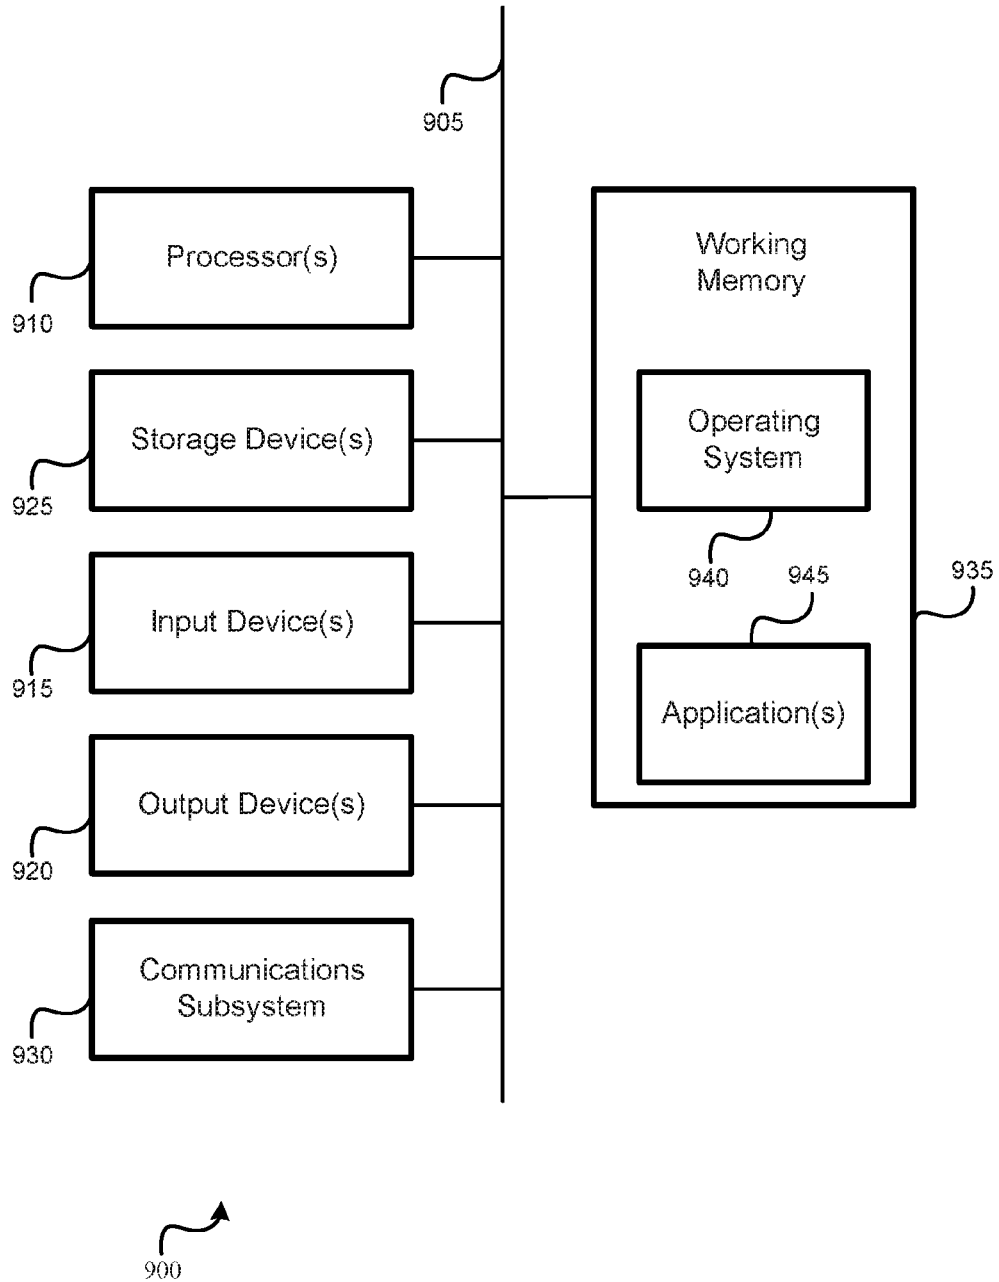 905
Processor(s)
910
Storage Device(s)
925
Input Device(s)
915
Output Device(s)
920
Communications
Subsystem
930
Working
Memory
Operating
System
940
945
935
Application(s)
900